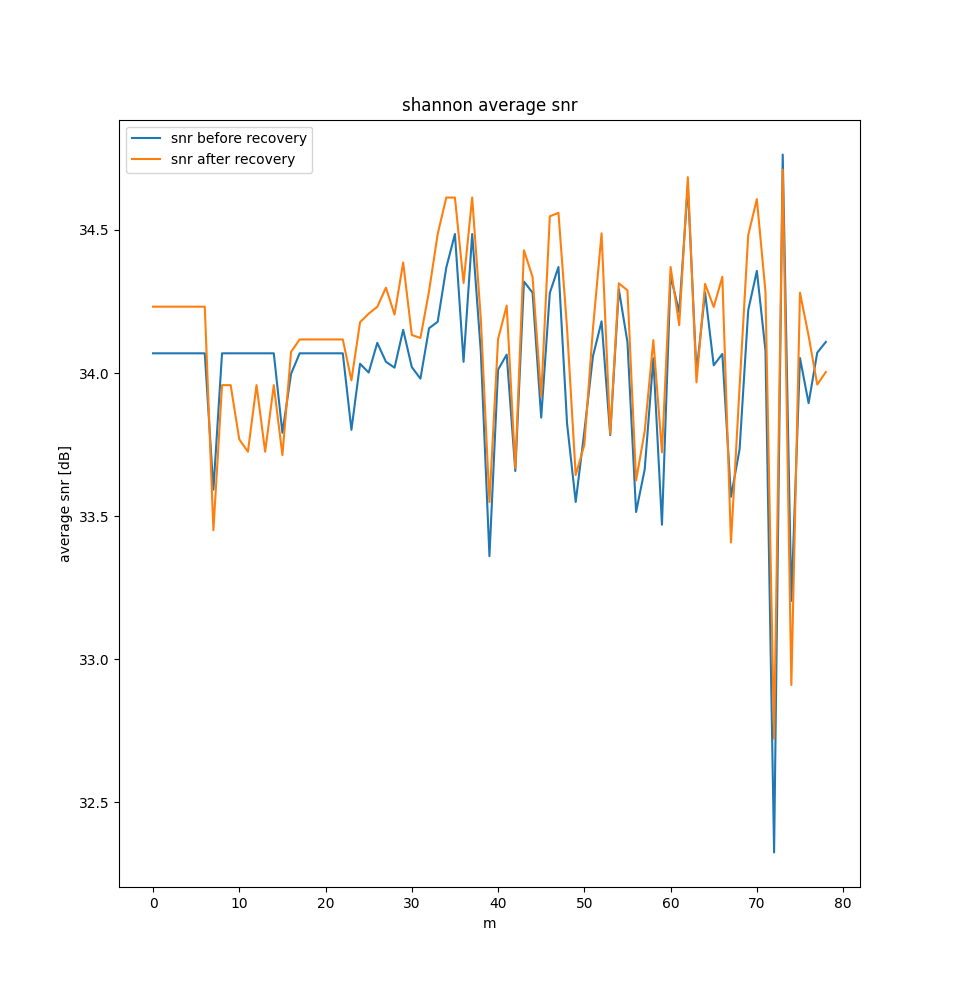 shannon average snr
snr before recovery
snr after recovery
34.5
34.0
33.5
33.0
32.5
average snr [dB]
0 10 20 30 40 50 60 70 80
m